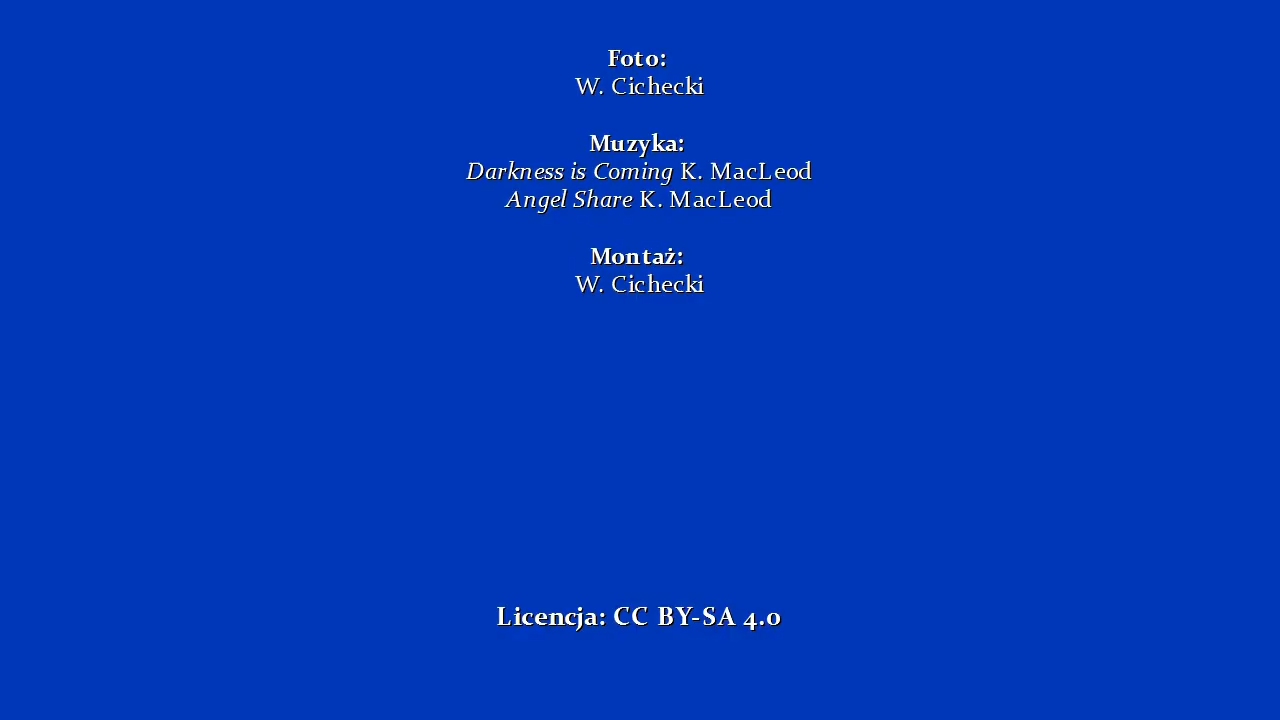 Foto:
W. Cichecki
Muzyka:
Darkness is Coming K. MacLeod
Angel Share K. MacLeod
Montaż:
W. Cichecki
Licencja: CC BY-SA 4.0